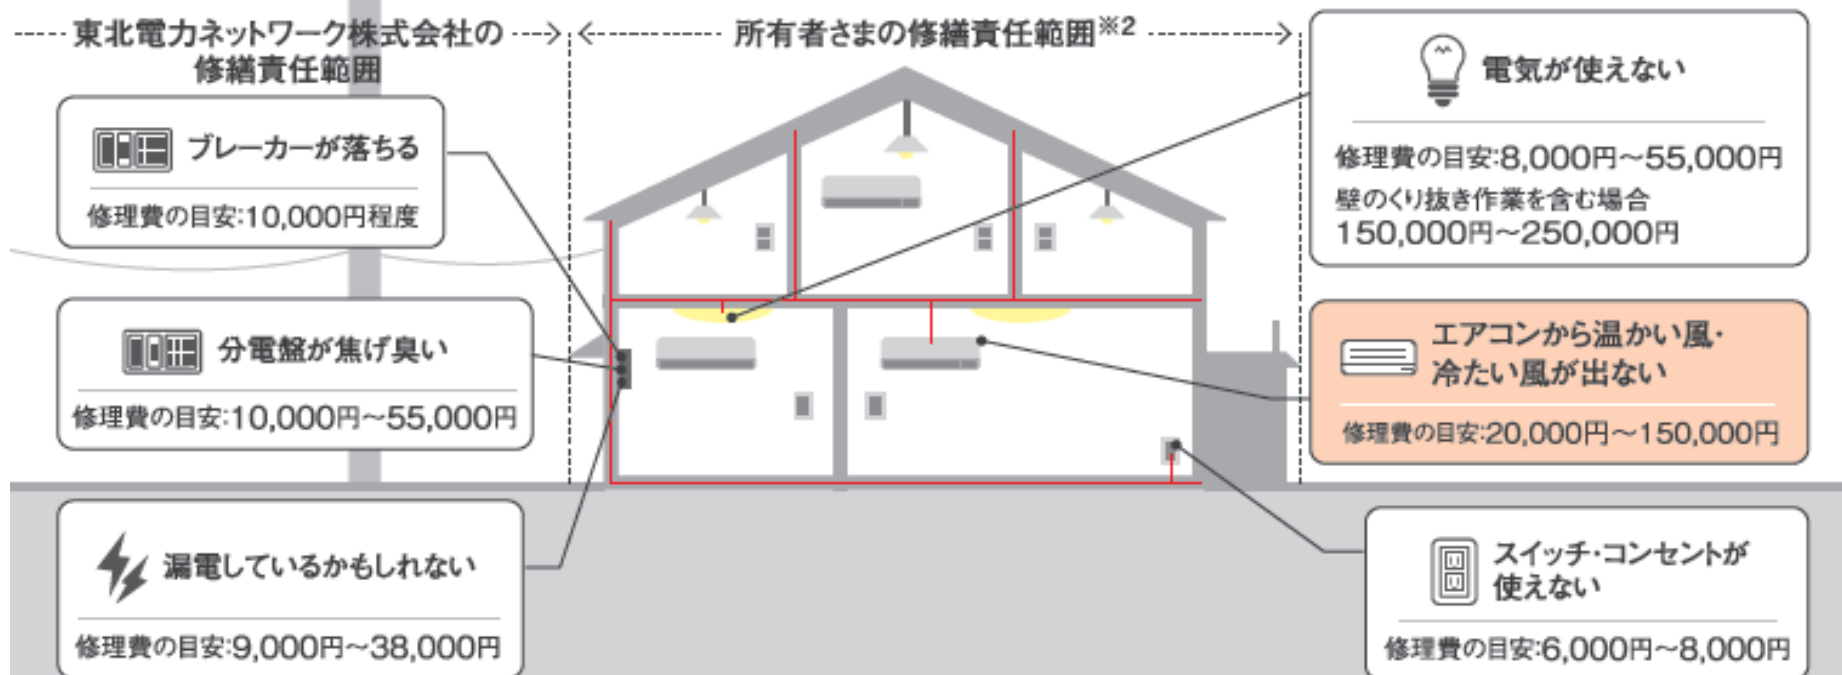 東北電力ネットワーク株式会社の
修繕責任範囲
所有者さまの修繕責任範囲※2
ブレーカーが落ちる
修理費の目安:10,000円程度
分電盤が焦げ臭い
修理費の目安:10,000円～55,000円
漏電しているかもしれない
修理費の目安:9,000円～38,000円
電気が使えない
修理費の目安:8,000円～55,000円
壁のくり抜き作業を含む場合
150,000円～250,000円
エアコンから温かい風・
冷たい風が出ない
修理費の目安:20,000円～150,000円
スイッチ・コンセントが
使えない
修理費の目安:6,000円～8,000円